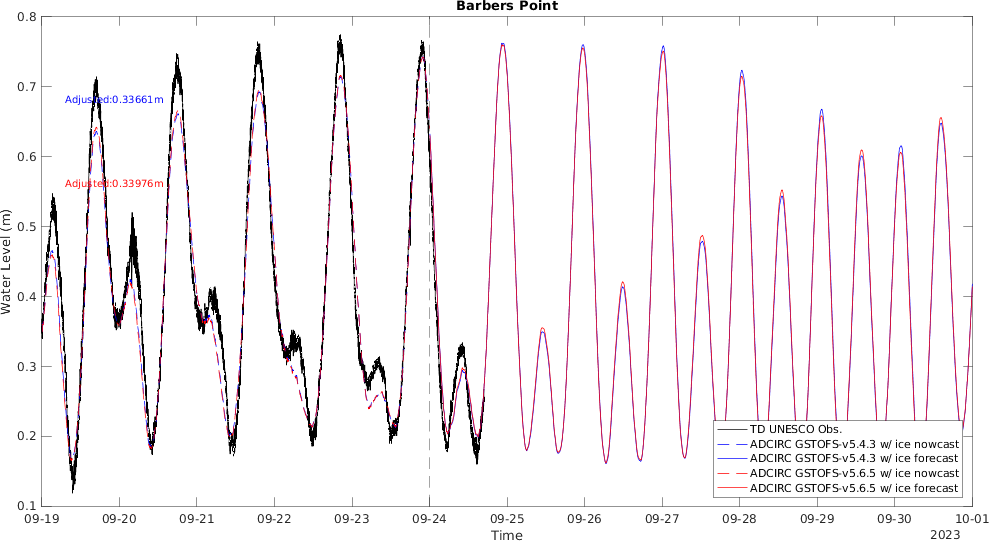 Barbers Point
0.8
0.7
0.6
0.5
0.4
0.3
0.2
0.1
Water Level (m)
Adjusted:0.33661m
Adjusted:0.33976m
TD UNESCO Obs.
ADCIRC GSTOFS-v5.4.3 w/ ice nowcast
ADCIRC GSTOFS-v5.4.3 w/ ice forecast
ADCIRC GSTOFS-v5.6.5 w/ ice nowcast
ADCIRC GSTOFS-v5.6.5 w/ ice forecast
09-19 09-20 09-21 09-22 09-23 09-24 09-25 09-26 09-27 09-28 09-29 09-30 10-01
Time
2023